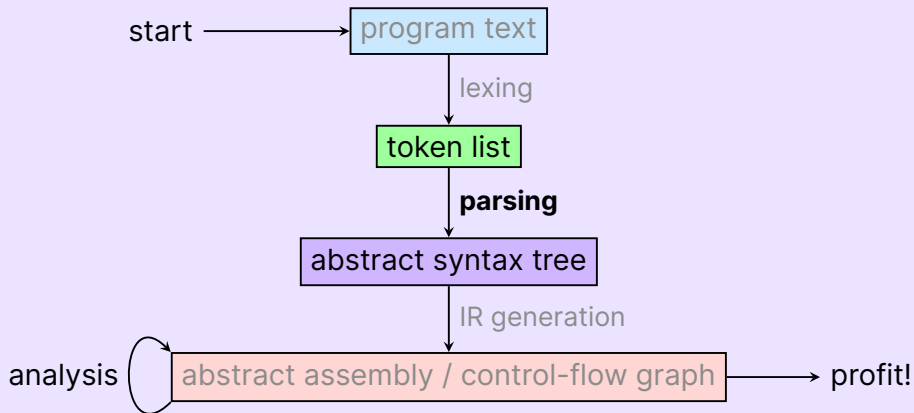 start
program text
lexing
token list
parsing
abstract syntax tree
IR generation
analysis
abstract assembly / control-flow graph
profit!